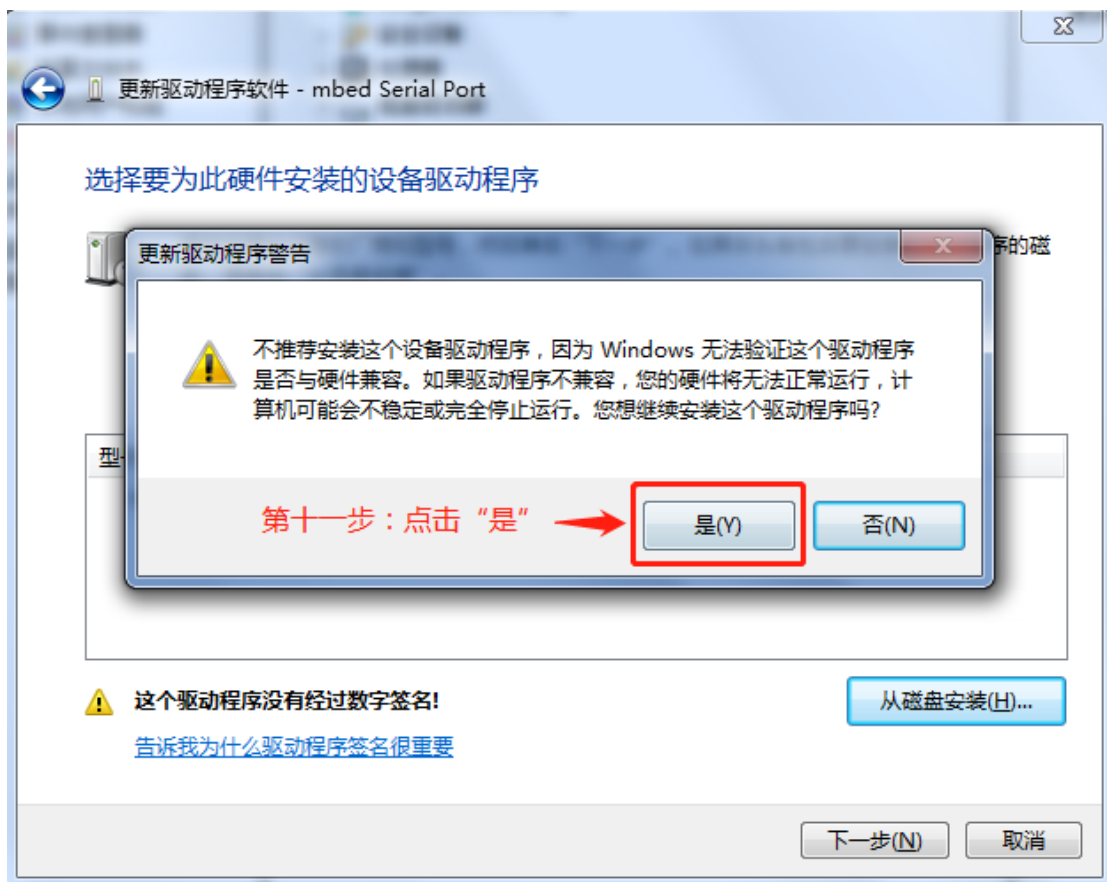 更新驱动程序软件 - mbed Serial Port
选择要为此硬件安装的设备驱动程序
序的磁
更新驱动程序警告
不推荐安装这个设备驱动程序，因为 Windows 无法验证这个驱动程序
是否与硬件兼容。如果驱动程序不兼容，您的硬件将无法正常运行，计
算机可能会不稳定或完全停止运行。您想继续安装这个驱动程序吗?
型
第十一步：点击“是”
是(Y)
否(N)
这个驱动程序没有经过数字签名!
从磁盘安装(H)...
告诉我为什么驱动程序签名很重要
下一步(N)
取消